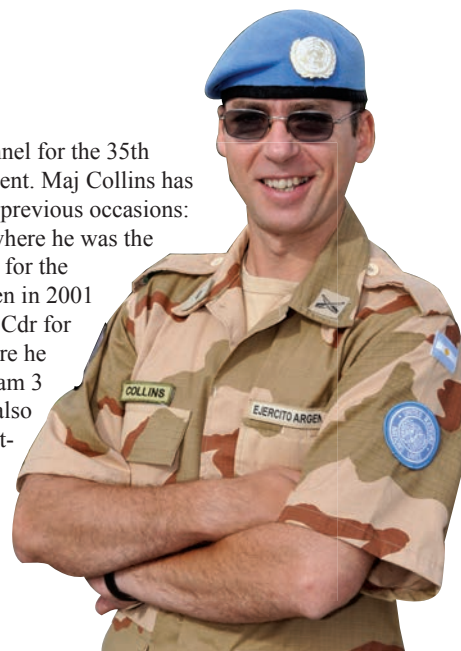 nnel for the 35th
ent. Maj Collins has
previous occasions:
where he was the
for the
en in 2001
Cdr for
re he
am 3
also
t-
COLLINS
EJERCITO ARGEN